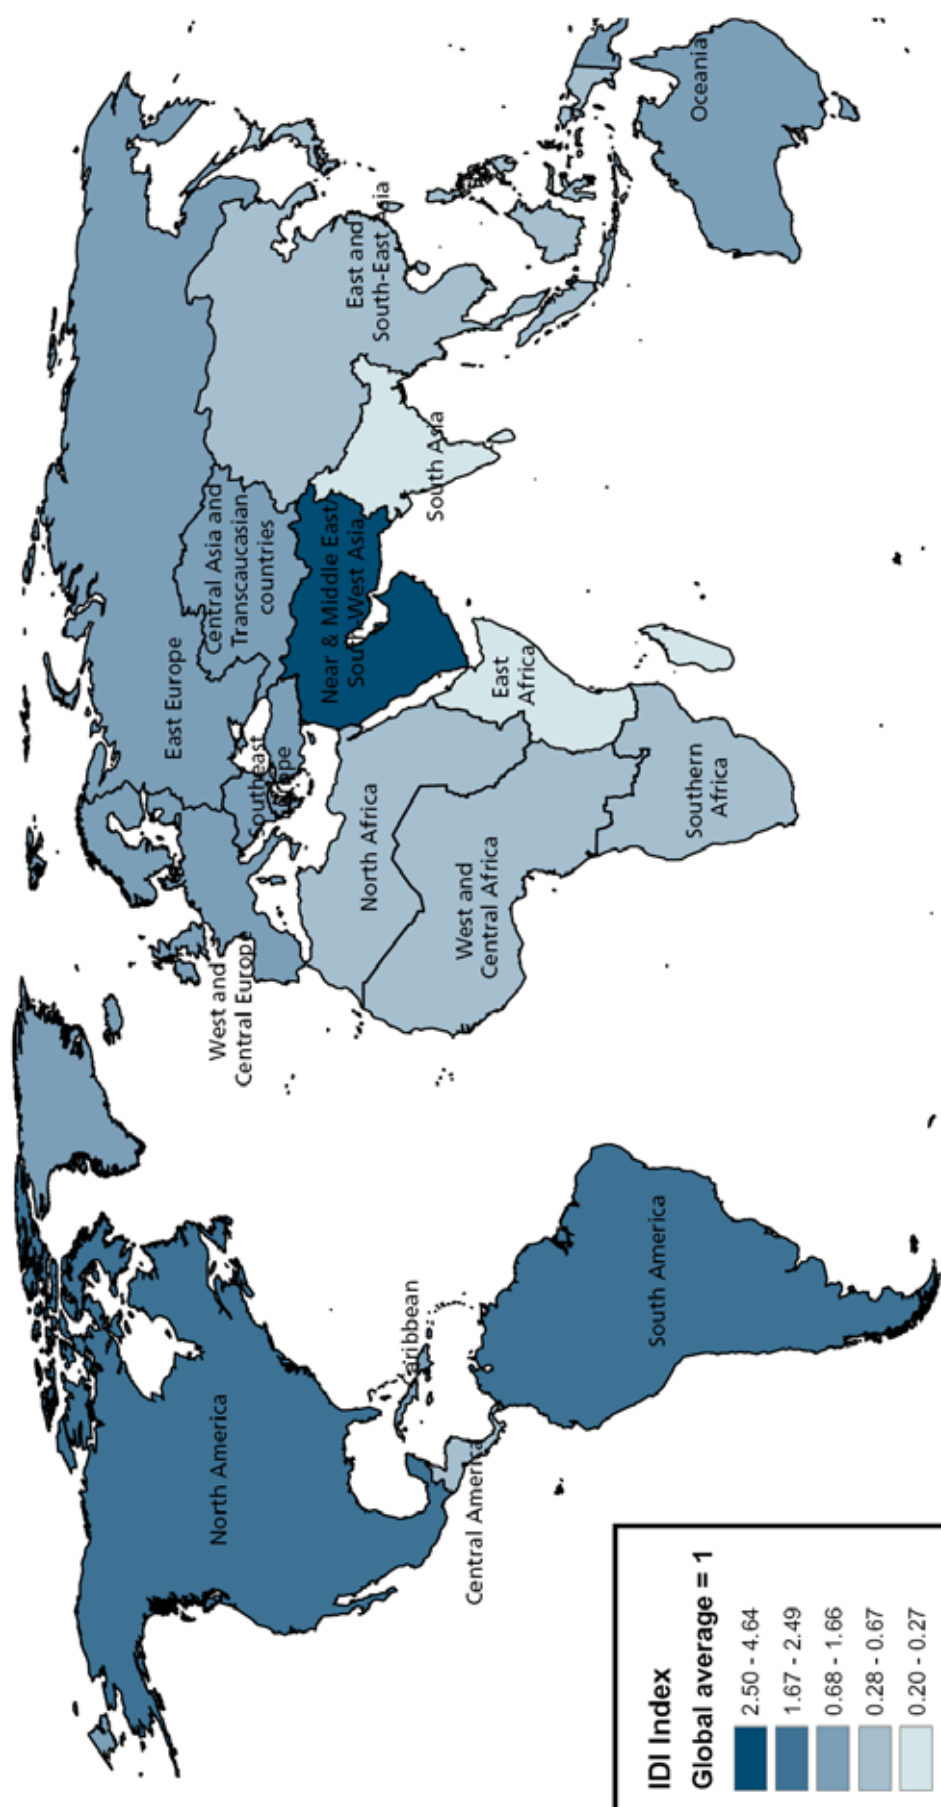 North America
Central America
Caribbean
South America
West and
Central Europe
East Europe
Southeast
Europe
Central Asia and
Transcaucasian
countries
Near & Middle East/
South-West Asia
South Asia
East and
South-East Asia
Oceania
North Africa
West and
Central Africa
East
Africa
Southern
Africa
IDI Index
Global average = 1
2.50 - 4.64
1.67 - 2.49
0.68 - 1.66
0.28 - 0.67
0.20 - 0.27